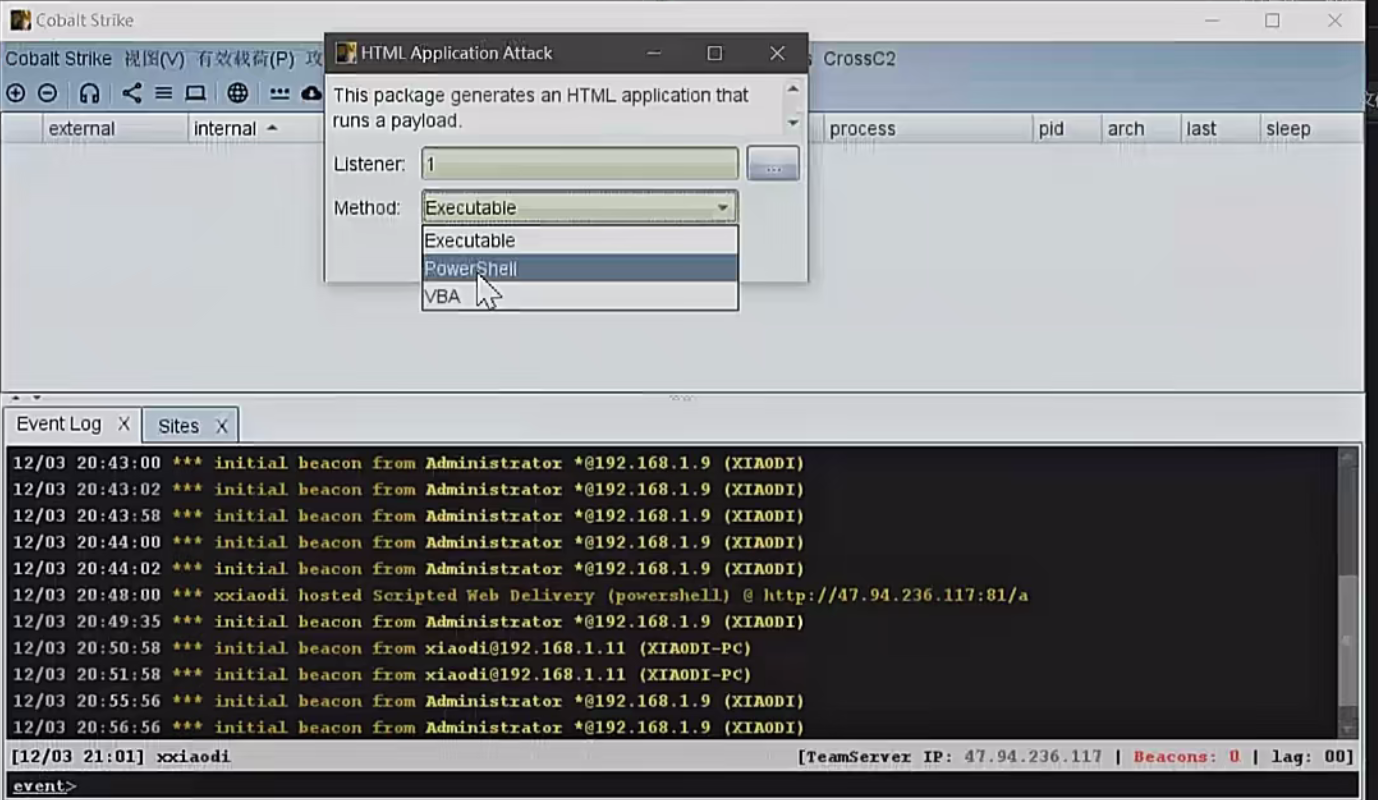 Cobalt Strike
Cobalt Strike 视图(V) 有效载荷(P) 攻 CrossC2
HTML Application Attack
This package generates an HTML application that
runs a payload.
Listener: 1 ...
Method: Executable
Executable
PowerShell
VBA
external internal process pid arch last sleep
Event Log X Sites X
12/03 20:43:00 *** initial beacon from Administrator *@192.168.1.9 (XIAODI)
12/03 20:43:02 *** initial beacon from Administrator *@192.168.1.9 (XIAODI)
12/03 20:43:58 *** initial beacon from Administrator *@192.168.1.9 (XIAODI)
12/03 20:44:00 *** initial beacon from Administrator *@192.168.1.9 (XIAODI)
12/03 20:44:02 *** initial beacon from Administrator *@192.168.1.9 (XIAODI)
12/03 20:48:00 *** xxiaodi hosted Scripted Web Delivery (powershell) @ http://47.94.236.117:81/a
12/03 20:49:35 *** initial beacon from Administrator *@192.168.1.9 (XIAODI)
12/03 20:50:58 *** initial beacon from xiaodi@192.168.1.11 (XIAODI-PC)
12/03 20:51:58 *** initial beacon from xiaodi@192.168.1.11 (XIAODI-PC)
12/03 20:55:56 *** initial beacon from Administrator *@192.168.1.9 (XIAODI)
12/03 20:56:56 *** initial beacon from Administrator *@192.168.1.9 (XIAODI)
[12/03 21:01] xxiaodi [TeamServer IP: 47.94.236.117 | Beacons: 0 | lag: 00]
event>